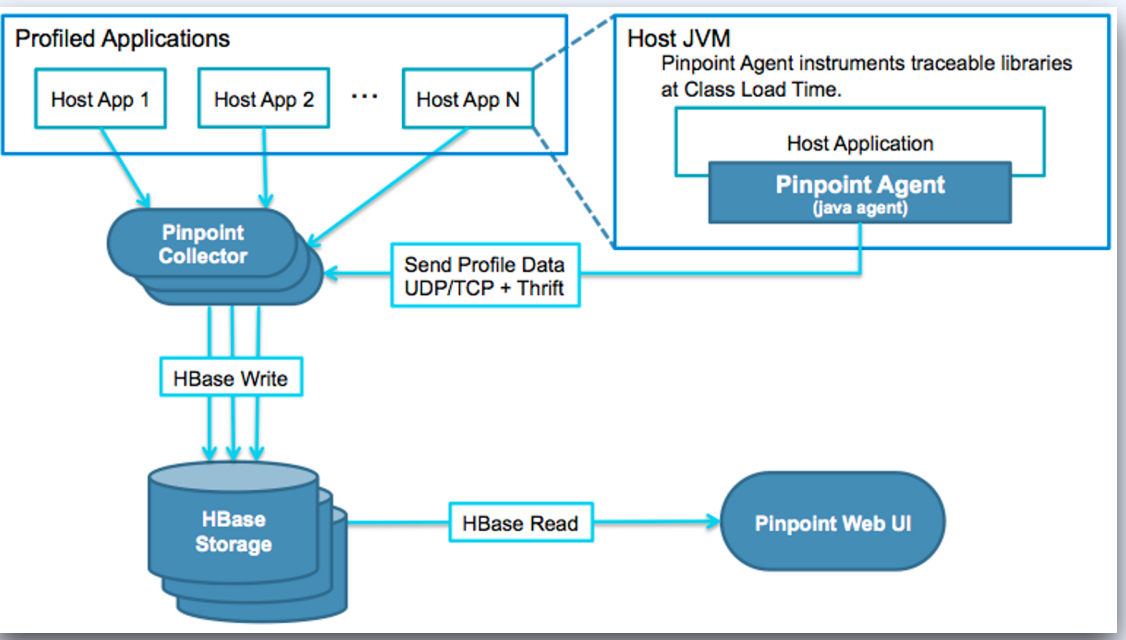 Profiled Applications
Host App 1
Host App 2
...
Host App N
Host JVM
Pinpoint Agent instruments traceable libraries
at Class Load Time.
Host Application
Pinpoint Agent
(java agent)
Pinpoint
Collector
Send Profile Data
UDP/TCP + Thrift
HBase Write
HBase
Storage
HBase Read
Pinpoint Web UI